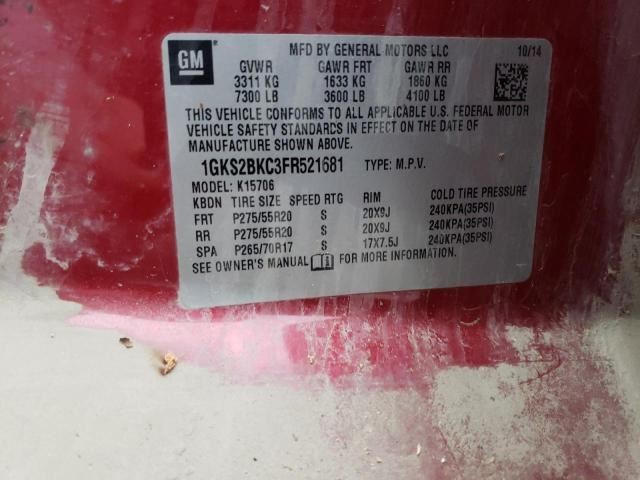 GM
MFD BY GENERAL MOTORS LLC 10/14
GVWR GAWR FRT GAWR RR
3311 KG 1633 KG 1860 KG
7300 LB 3600 LB 4100 LB
THIS VEHICLE CONFORMS TO ALL APPLICABLE U.S. FEDERAL MOTOR
VEHICLE SAFETY STANDARDS IN EFFECT ON THE DATE OF
MANUFACTURE SHOWN ABOVE.
1GKS2BKC3FR521681 TYPE: M.P.V.
MODEL: K15706
KBDN TIRE SIZE SPEED RTG RIM COLD TIRE PRESSURE
FRT P275/55R20 S 20X9J 240KPA(35PSI)
RR P275/55R20 S 20X9J 240KPA(35PSI)
SPA P265/70R17 S 17X7.5J 240KPA(35PSI)
SEE OWNER'S MANUAL FOR MORE INFORMATION.